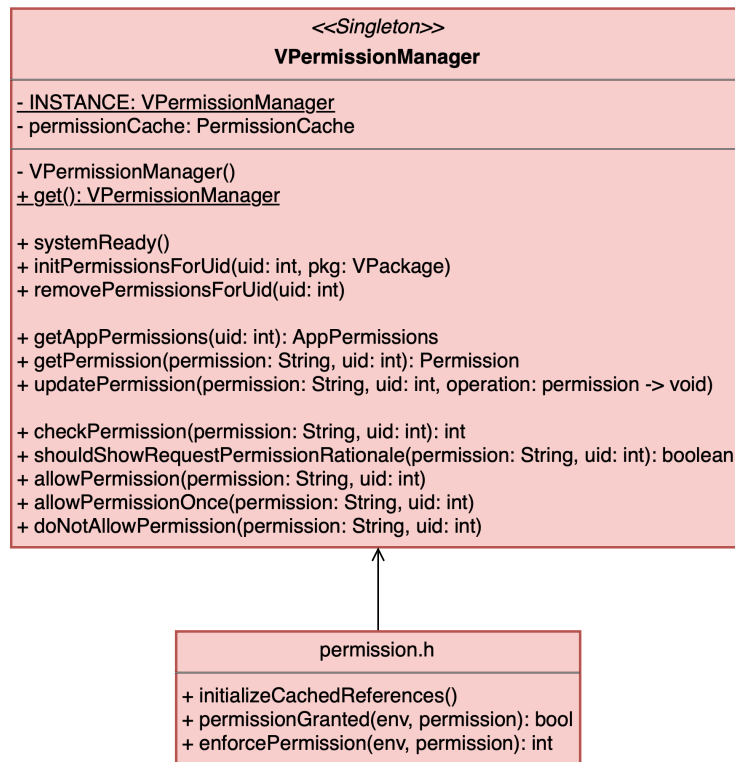 <<Singleton>>
VPermissionManager
- INSTANCE: VPermissionManager
- permissionCache: PermissionCache
- VPermissionManager()
+ get(): VPermissionManager
+ systemReady()
+ initPermissionsForUid(uid: int, pkg: VPackage)
+ removePermissionsForUid(uid: int)
+ getAppPermissions(uid: int): AppPermissions
+ getPermission(permission: String, uid: int): Permission
+ updatePermission(permission: String, uid: int, operation: permission -> void)
+ checkPermission(permission: String, uid: int): int
+ shouldShowRequestPermissionRationale(permission: String, uid: int): boolean
+ allowPermission(permission: String, uid: int)
+ allowPermissionOnce(permission: String, uid: int)
+ doNotAllowPermission(permission: String, uid: int)
permission.h
+ initializeCachedReferences()
+ permissionGranted(env, permission): bool
+ enforcePermission(env, permission): int